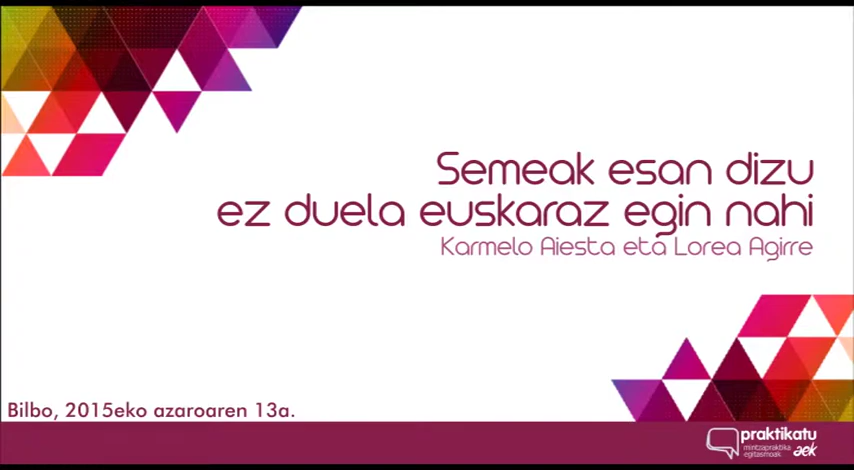 Semeak esan dizu
ez duela euskaraz egin nahi
Karmelo Aiesta eta Lorea Agirre
Bilbo, 2015eko azaroaren 13a.
praktikatu
mintzapraktika
egitasmoak
aek